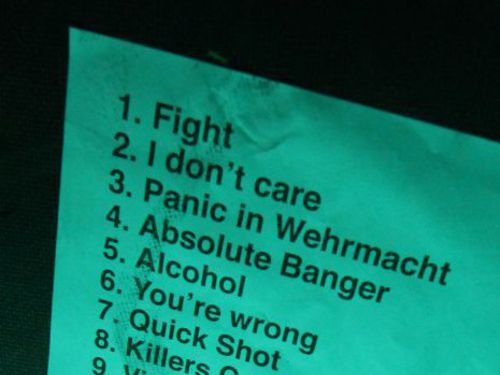 1. Fight
2. I don't care
3. Panic in Wehrmacht
4. Absolute Banger
5. Alcohol
6. You're wrong
7. Quick Shot
8. Killers
9.